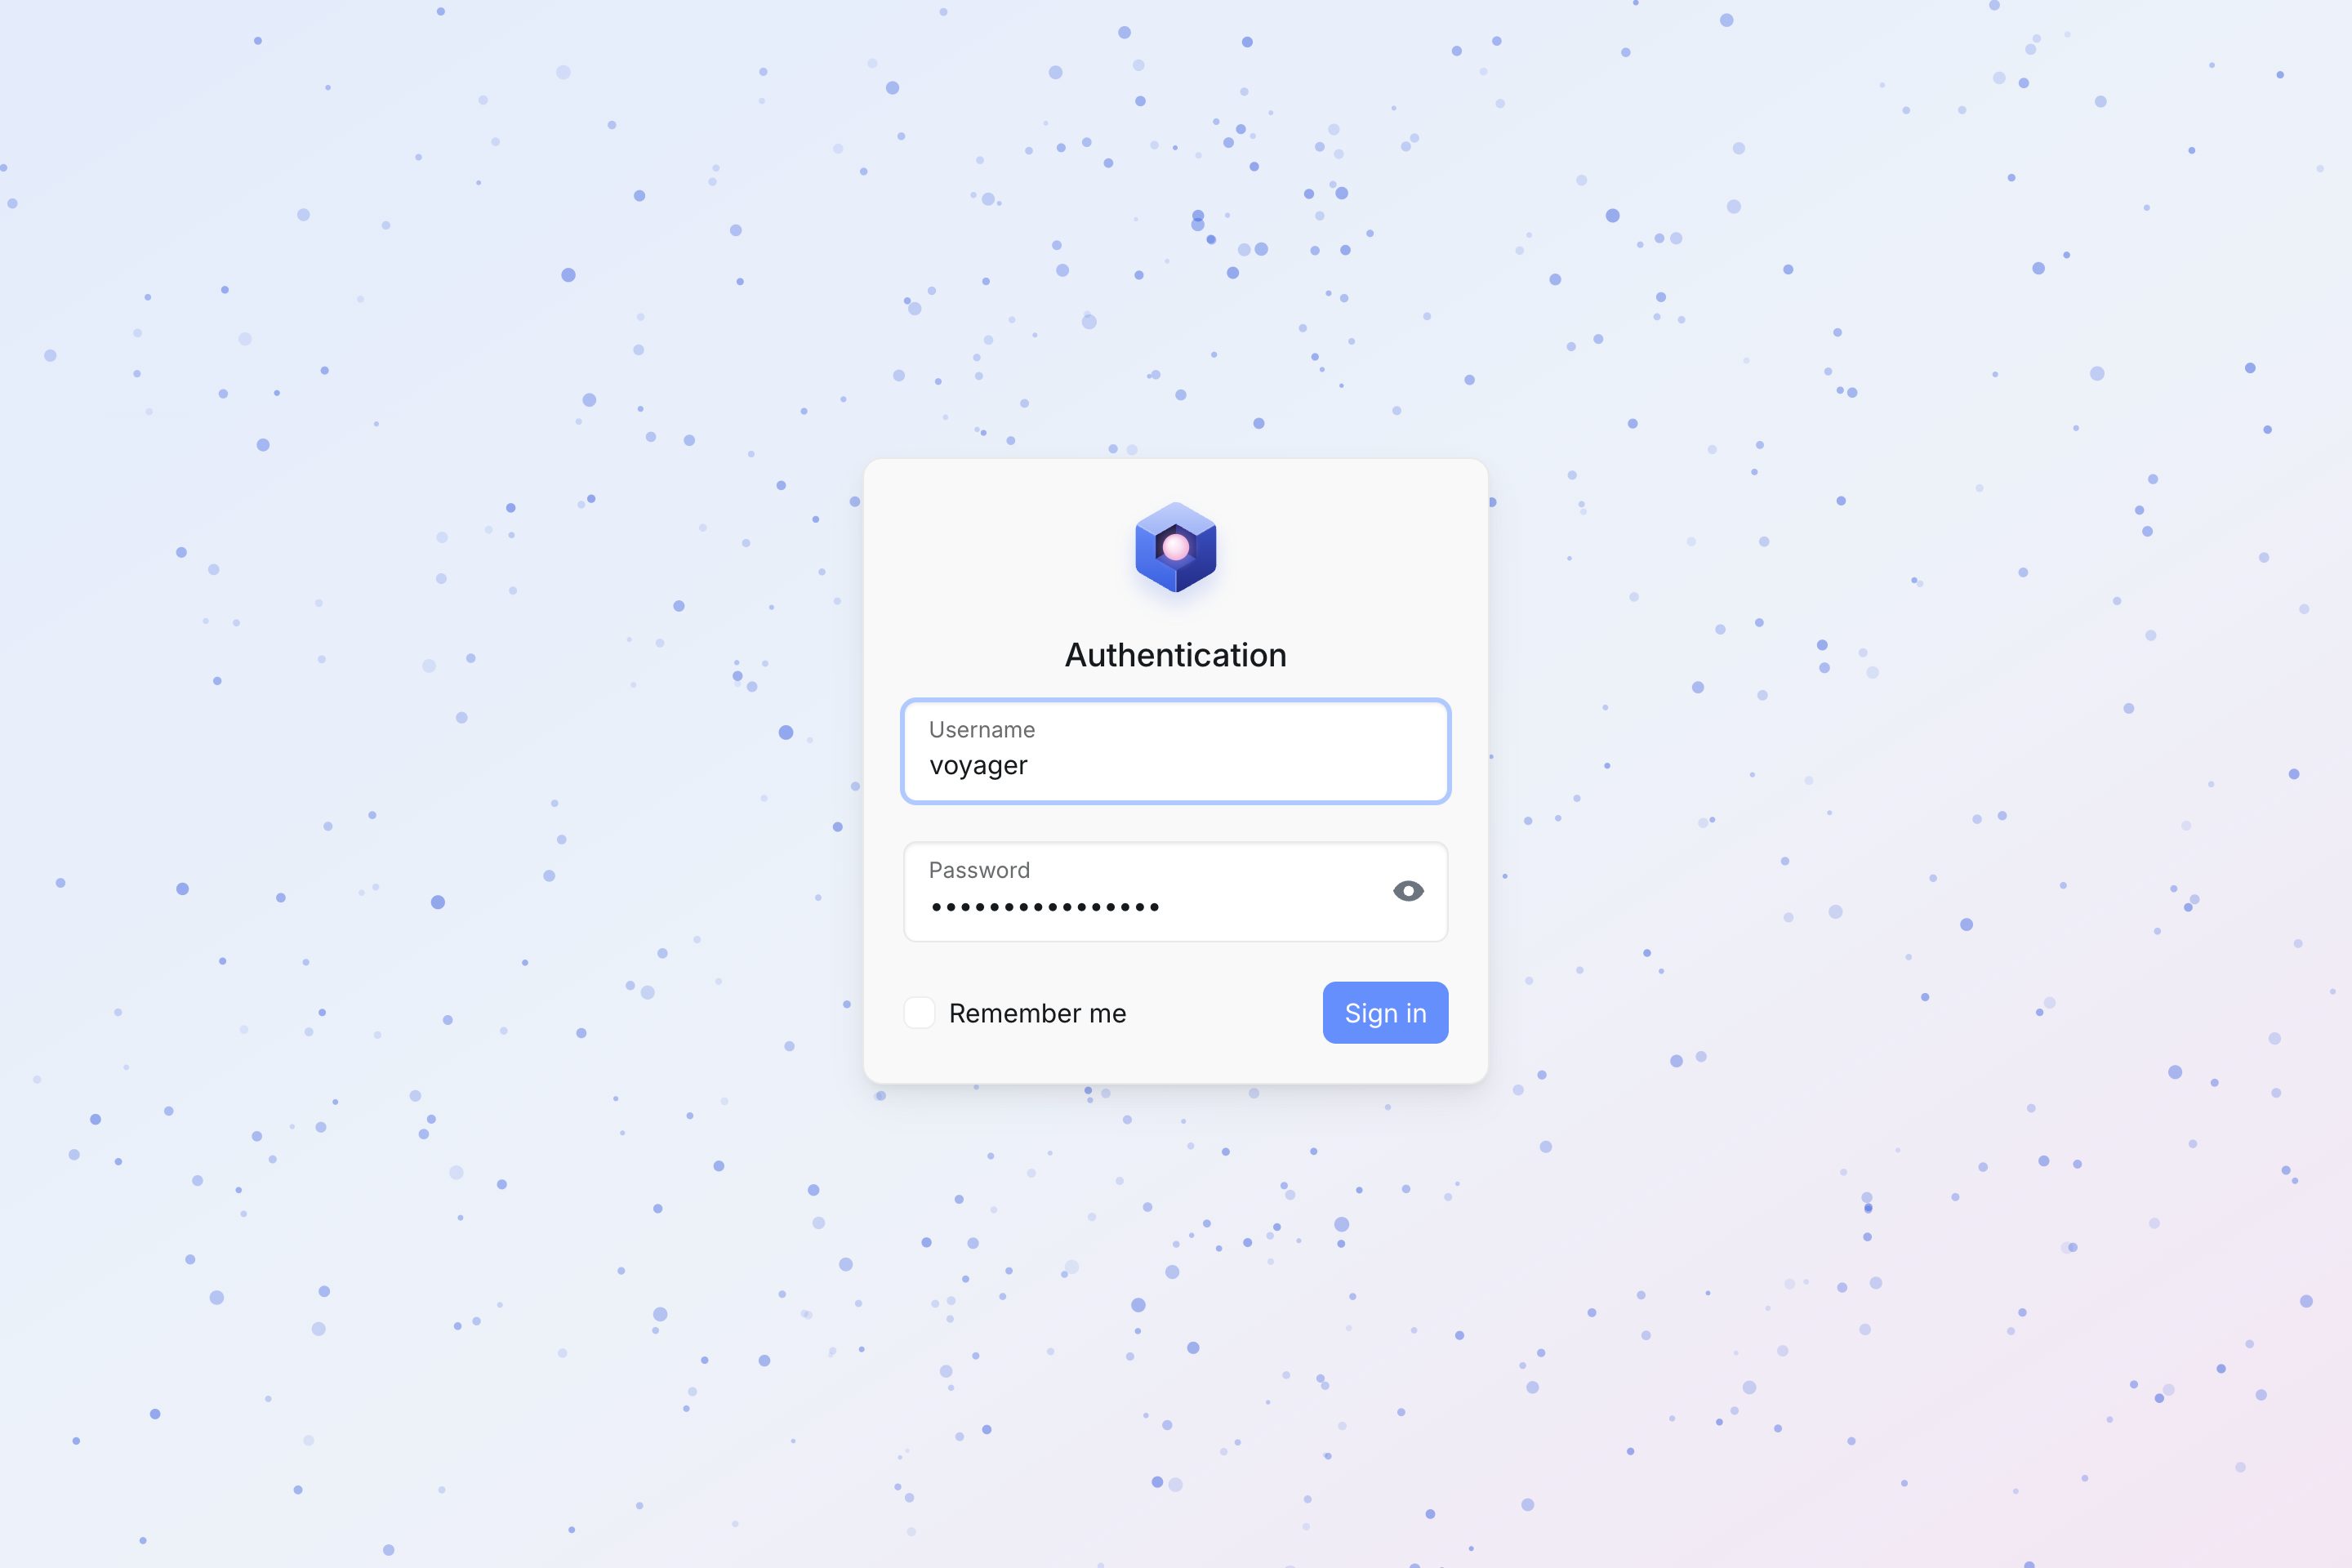 Authentication
Username
voyager
Password
••••••••••••••••
Remember me
Sign in